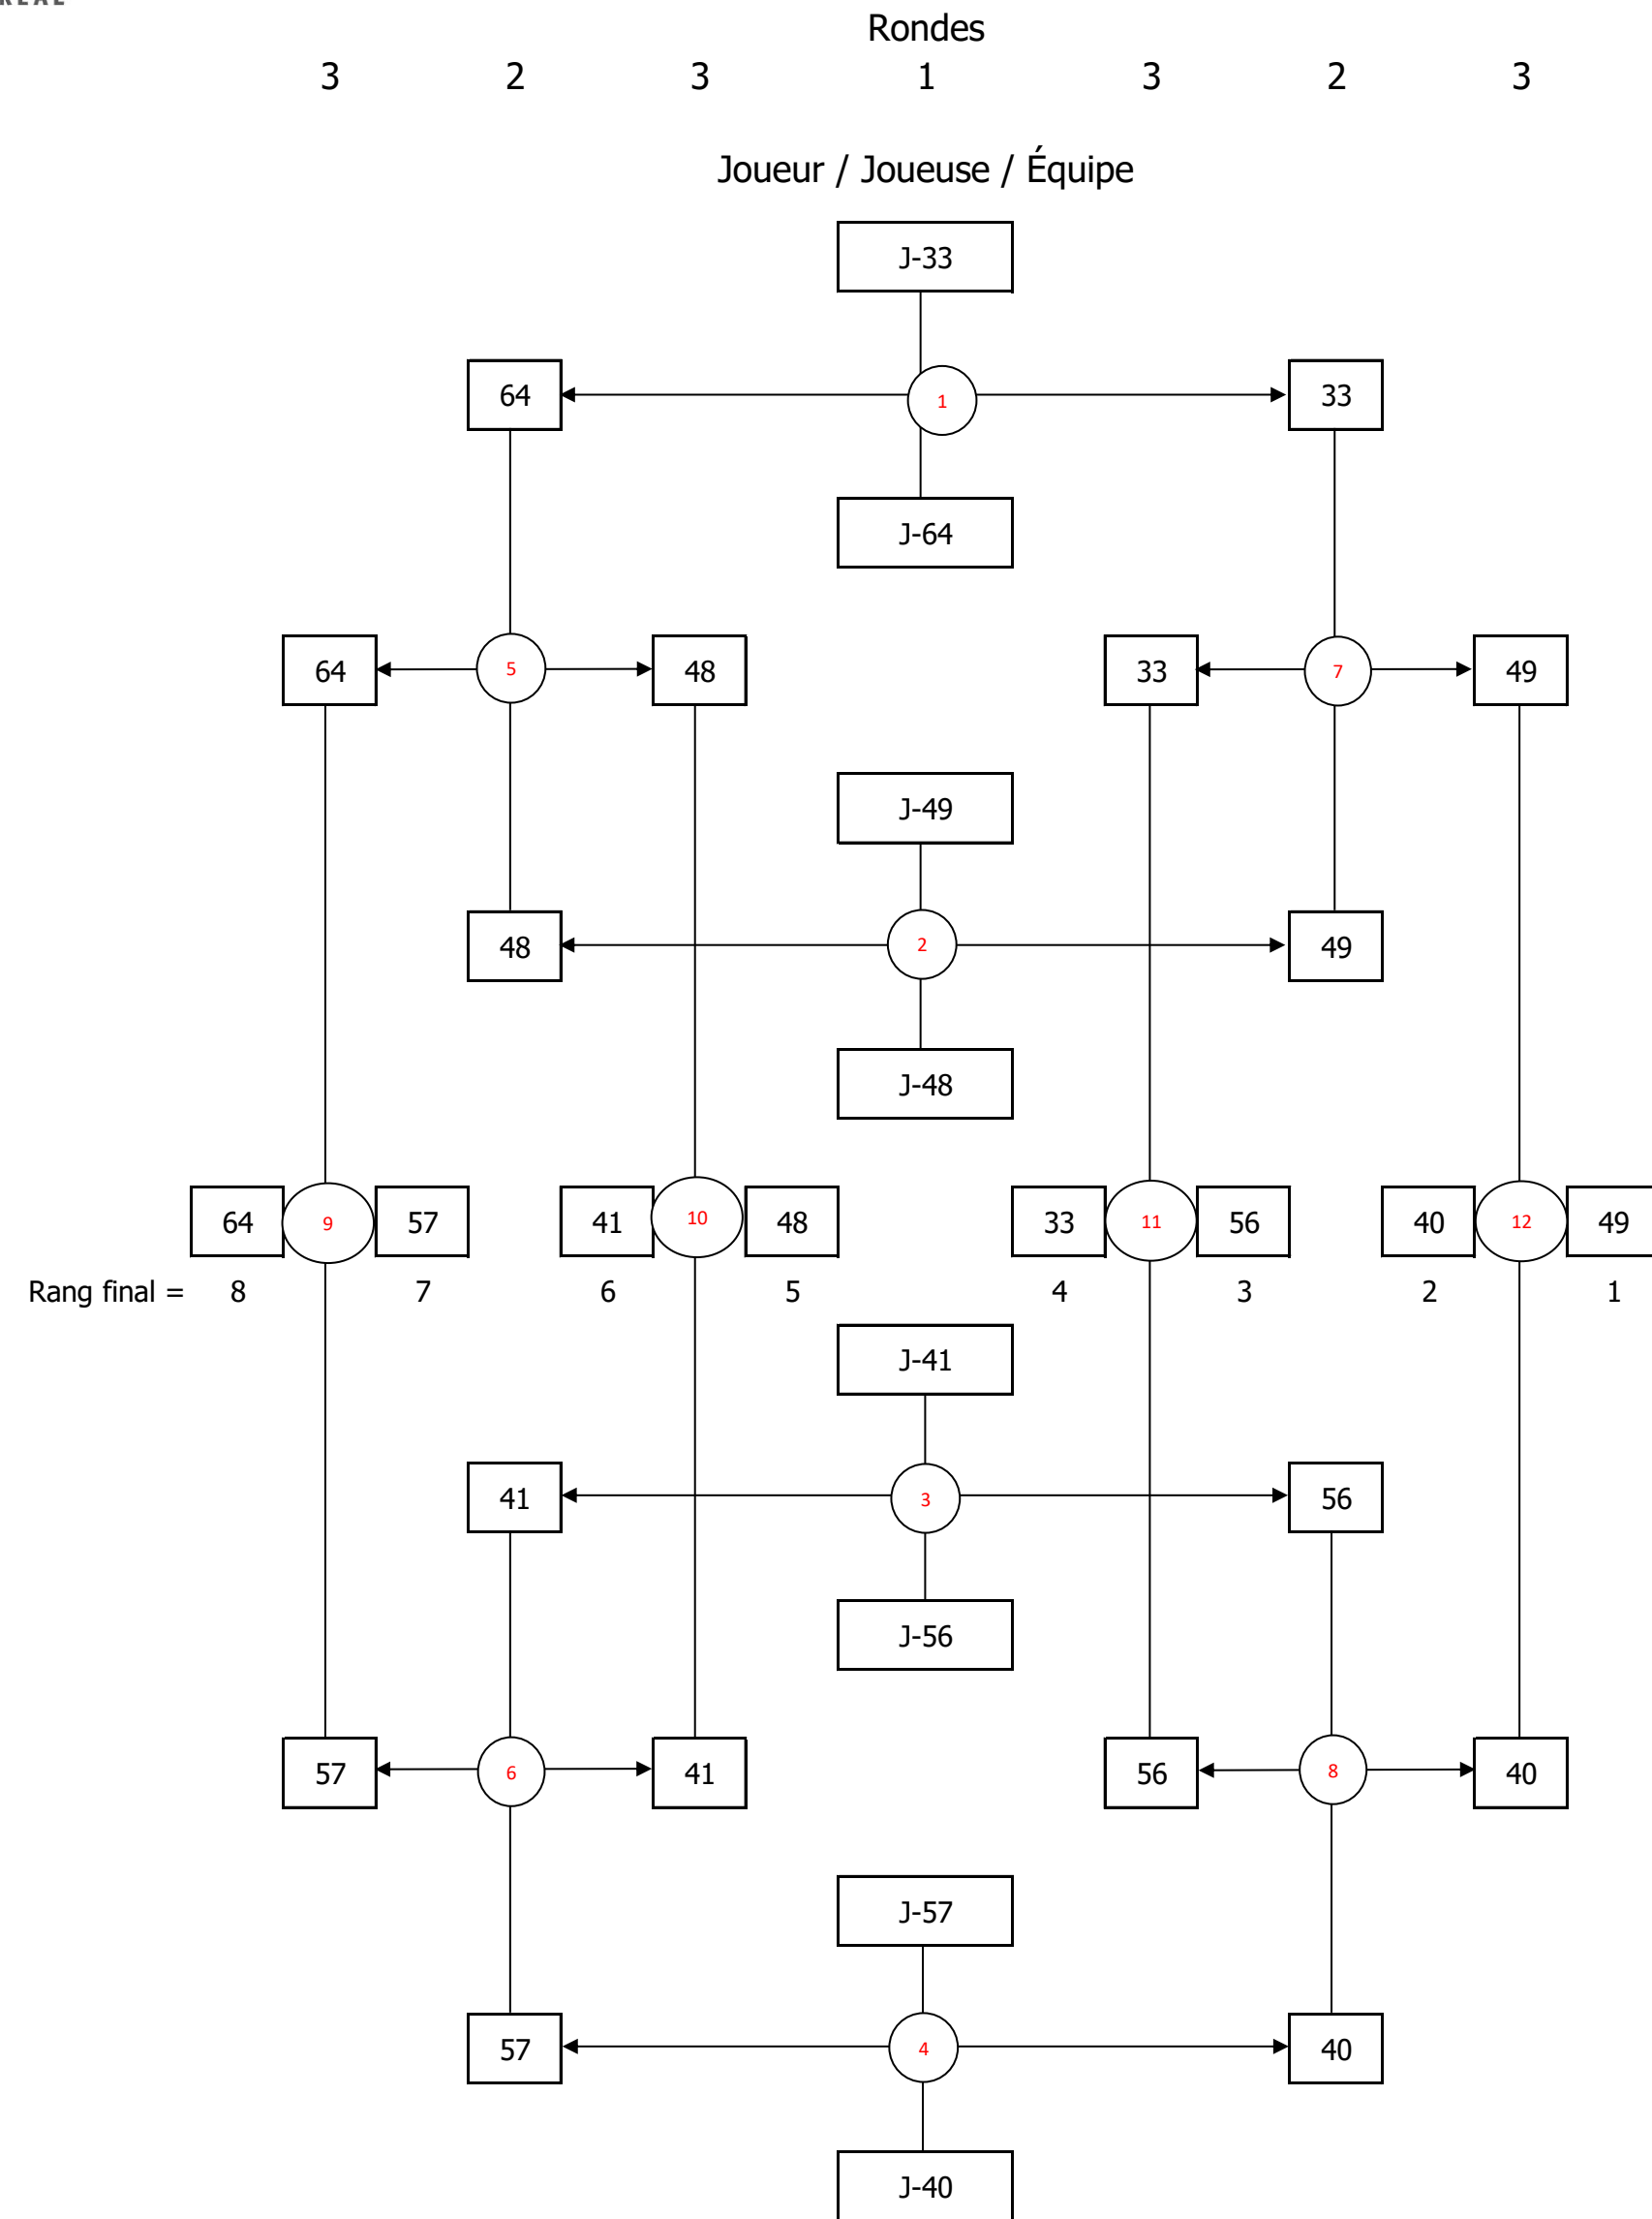 Rondes
3 2 3 1 3 2 3
Joueur / Joueuse / Équipe
J-33
64 1 33
J-64
64 5 48 33 7 49
J-49
48 2 49
J-48
64 9 57 41 10 48 33 11 56 40 12 49
Rang final = 8 7 6 5 4 3 2 1
J-41
41 3 56
J-56
57 6 41 56 8 40
J-57
57 4 40
J-40